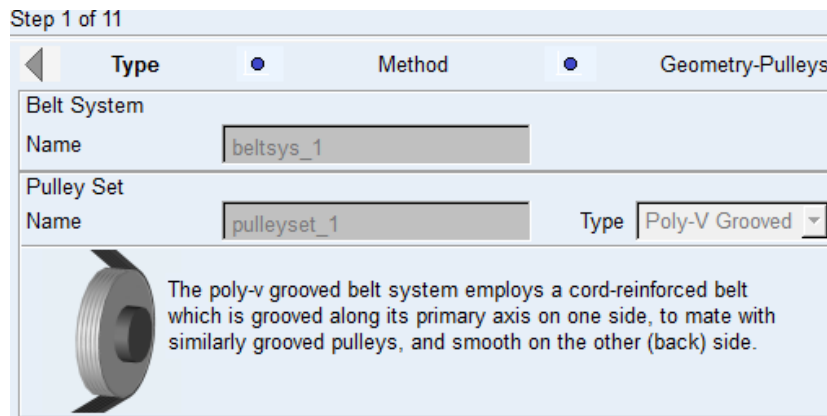 Step 1 of 11
Type Method Geometry-Pulleys
Belt System
Name beltsys_1
Pulley Set
Name pulleyset_1 Type Poly-V Grooved
The poly-v grooved belt system employs a cord-reinforced belt
which is grooved along its primary axis on one side, to mate with
similarly grooved pulleys, and smooth on the other (back) side.